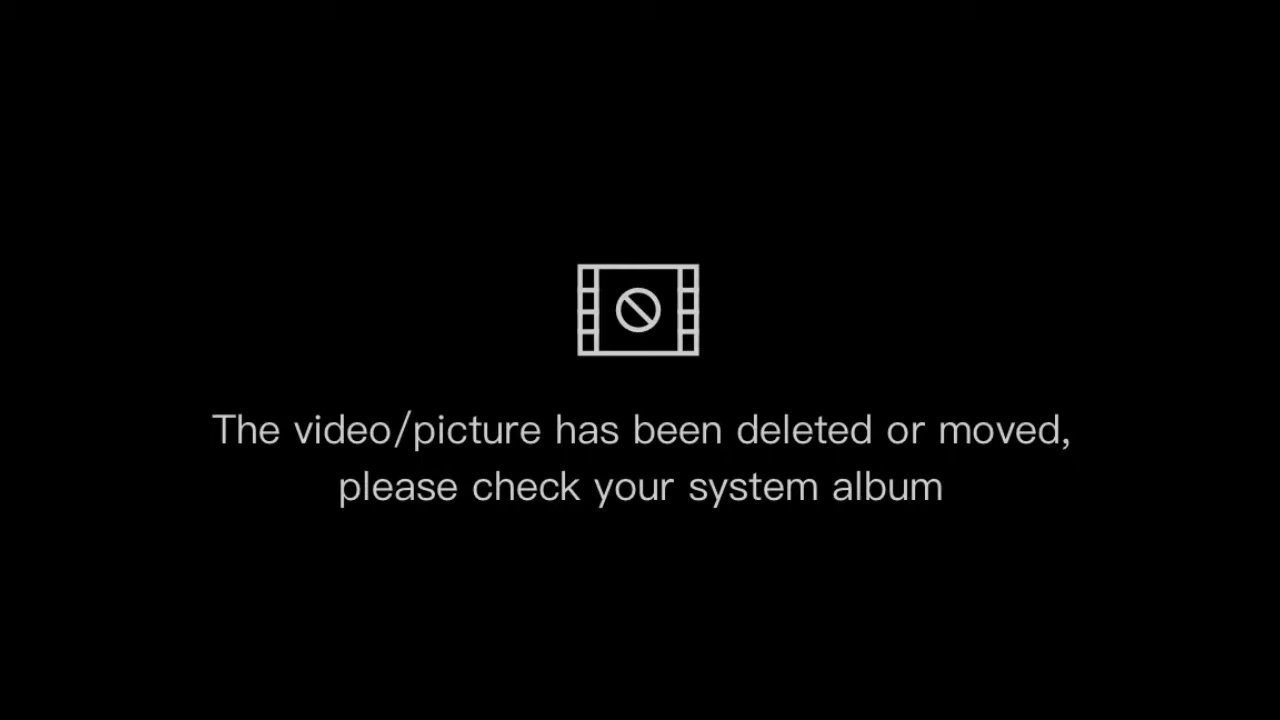 The video/picture has been deleted or moved,
please check your system album